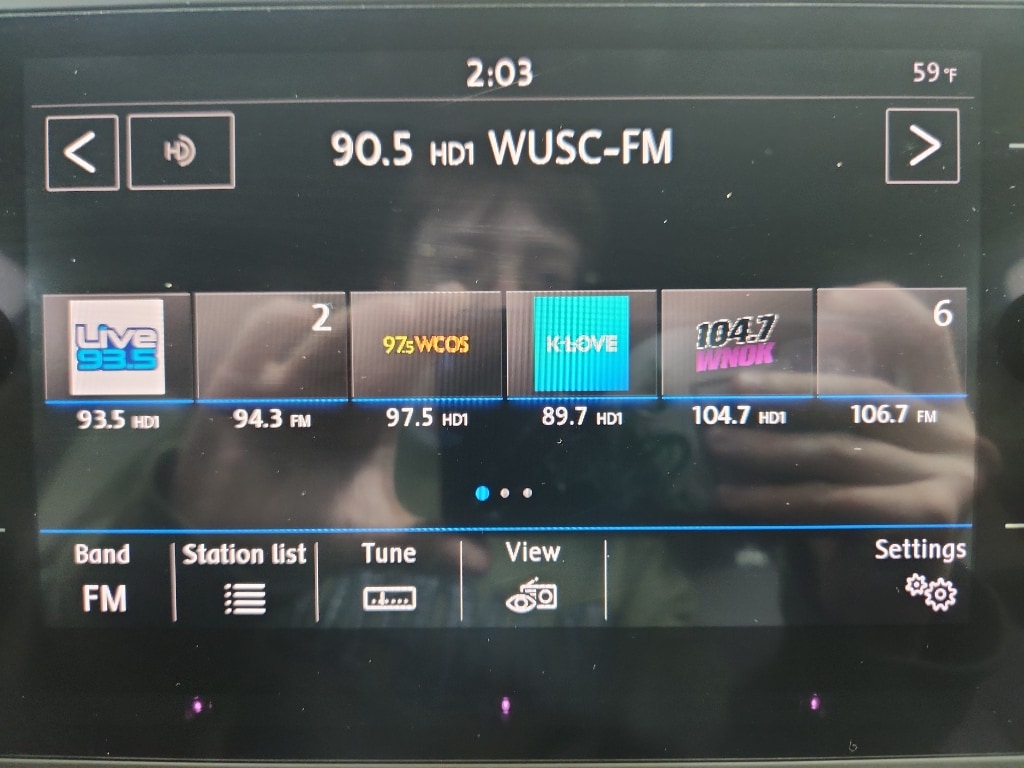 2:03
59 °F
< HD 90.5 HD1 WUSC-FM >
Live 93.5
2
97.5 WCOS
K-LOVE
104.7 WNOK
6
93.5 HD1
94.3 FM
97.5 HD1
89.7 HD1
104.7 HD1
106.7 FM
Band
Station list
Tune
View
Settings
FM